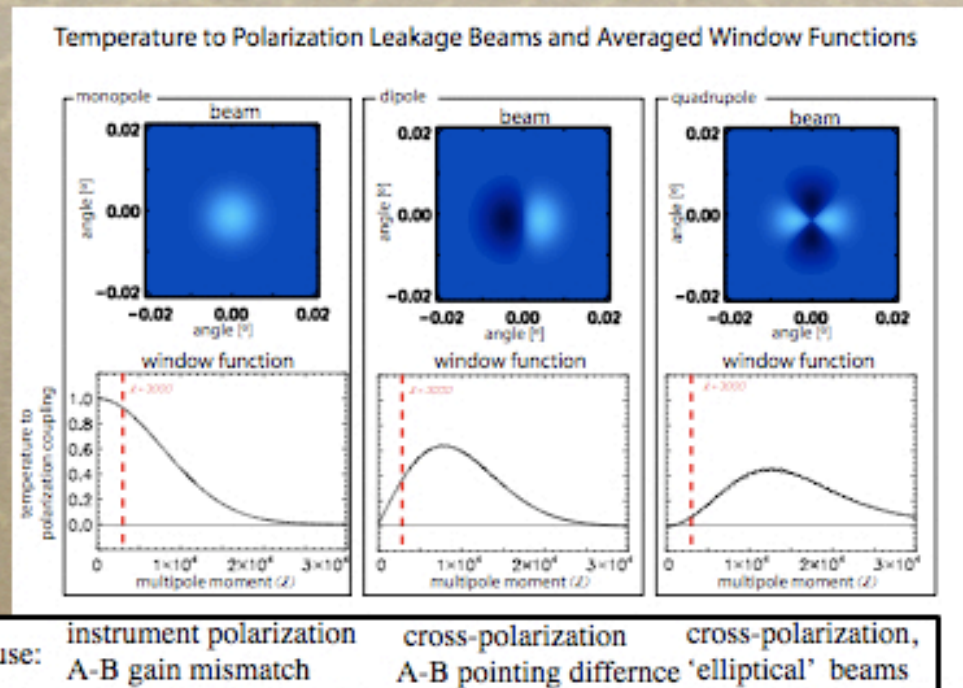 Temperature to Polarization Leakage Beams and Averaged Window Functions
monopole
beam
0.02
0.00
−0.02
angle [º]
−0.02 0.00 0.02
angle [º]
window function
ℓ=3000
1.0
0.8
0.6
0.4
0.2
0.0
temperature to
polarization coupling
0 1×10⁴ 2×10⁴ 3×10⁴
multipole moment (ℓ)
dipole
beam
0.02
0.00
−0.02
angle [º]
−0.02 0.00 0.02
angle [º]
window function
ℓ=3000
0 1×10⁴ 2×10⁴ 3×10⁴
multipole moment (ℓ)
quadrupole
beam
0.02
0.00
−0.02
angle [º]
−0.02 0.00 0.02
angle [º]
window function
ℓ=3000
0 1×10⁴ 2×10⁴ 3×10⁴
multipole moment (ℓ)
use: instrument polarization cross-polarization cross-polarization,
A-B gain mismatch A-B pointing differnce 'elliptical' beams